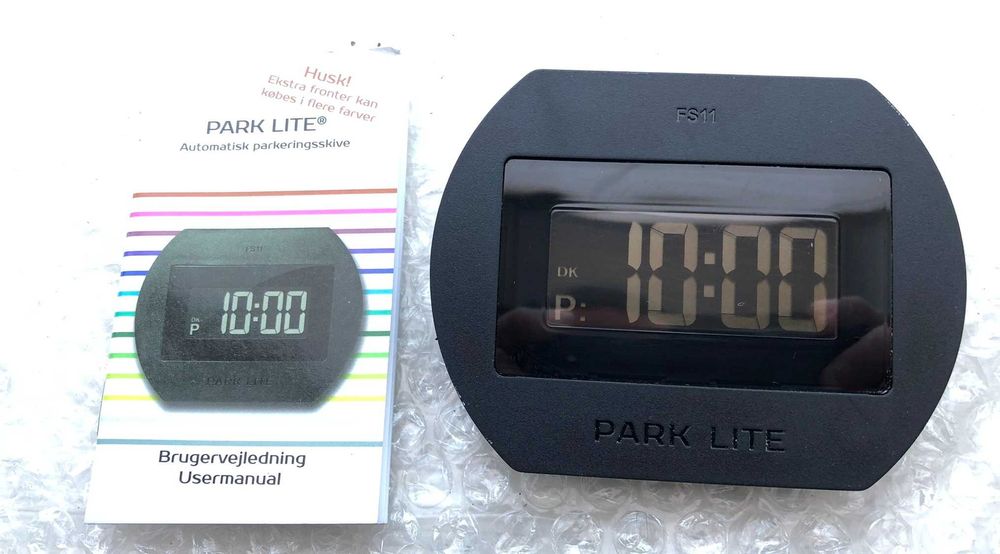 Husk!
Ekstra fronter kan
købes i flere farver
PARK LITE®
Automatisk parkeringsskive
FS11
DK
P 10:00
PARK LITE
Brugervejledning
Usermanual
FS11
DK
P: 10:00
PARK LITE